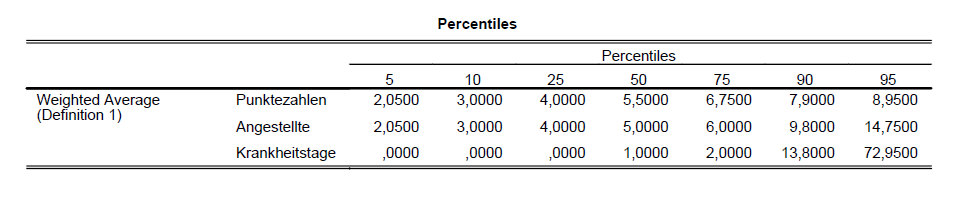 Percentiles
Percentiles
5 10 25 50 75 90 95
Weighted Average Punktezahlen 2,0500 3,0000 4,0000 5,5000 6,7500 7,9000 8,9500
(Definition 1)
Angestellte 2,0500 3,0000 4,0000 5,0000 6,0000 9,8000 14,7500
Krankheitstage ,0000 ,0000 ,0000 1,0000 2,0000 13,8000 72,9500